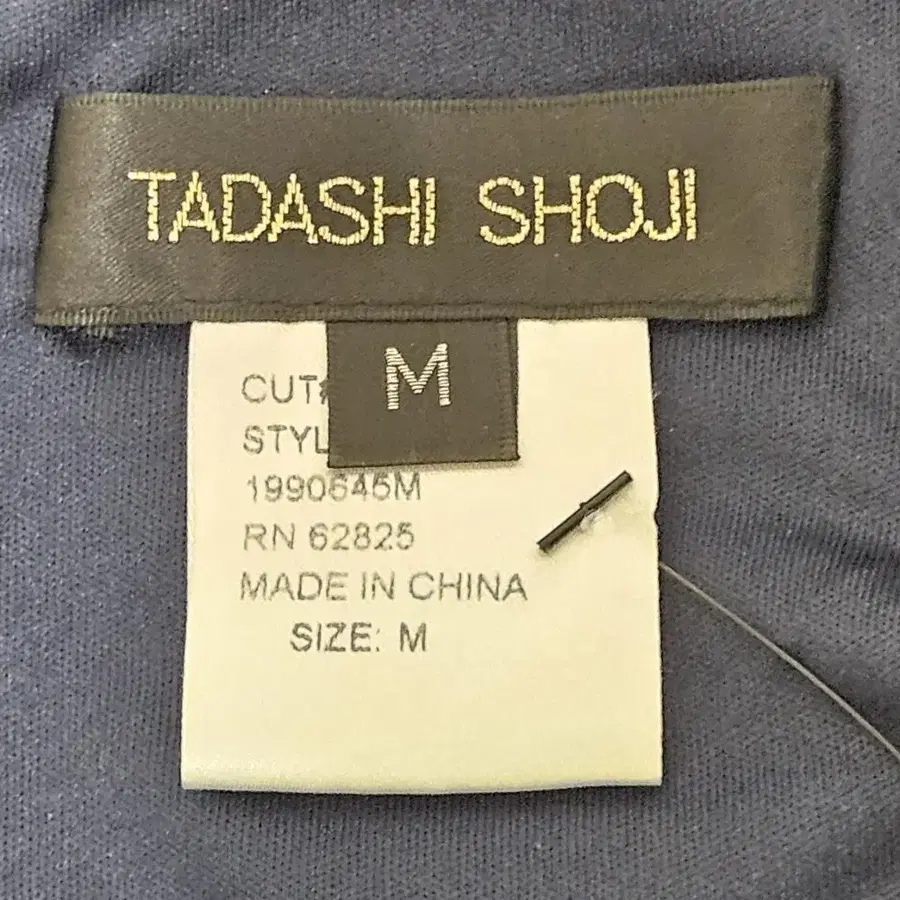 TADASHI SHOJI
M
CUT#
STYL
1990645M
RN 62825
MADE IN CHINA
SIZE: M